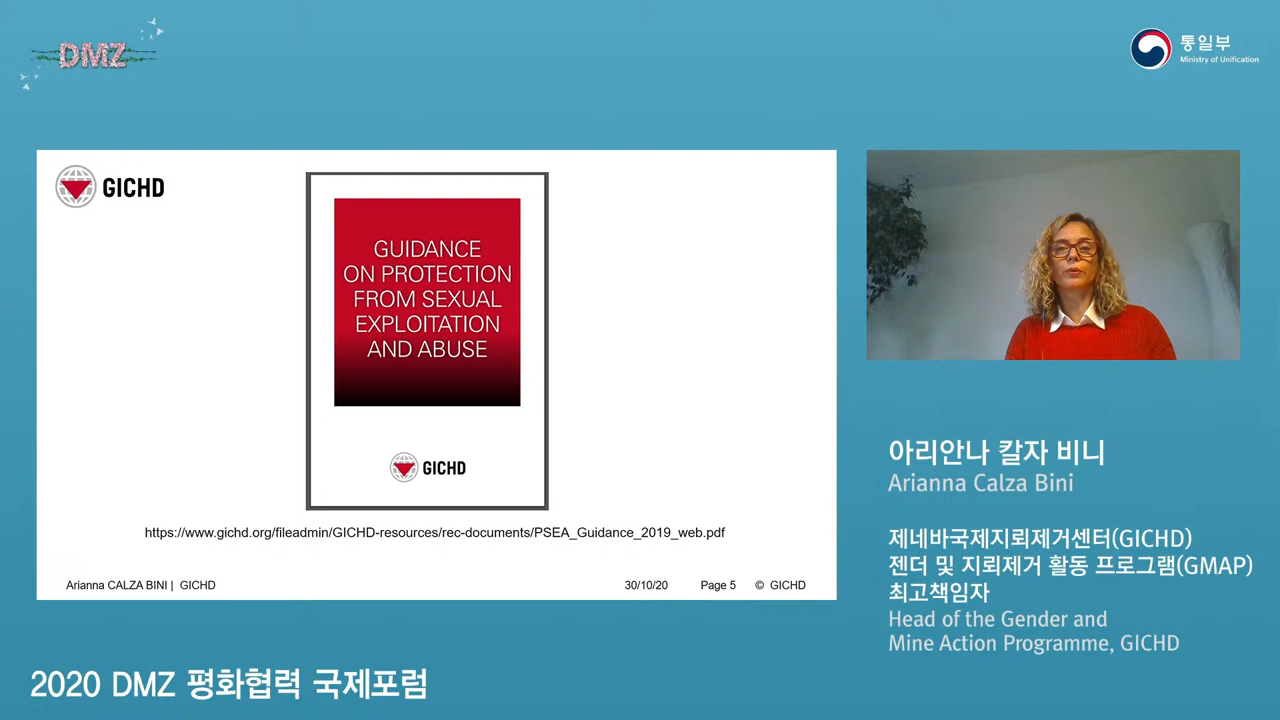 DMZ
통일부
Ministry of Unification
GICHD
GUIDANCE
ON PROTECTION
FROM SEXUAL
EXPLOITATION
AND ABUSE
GICHD
https://www.gichd.org/fileadmin/GICHD-resources/rec-documents/PSEA_Guidance_2019_web.pdf
Arianna CALZA BINI | GICHD
30/10/20 Page 5 © GICHD
아리안나 칼자 비니
Arianna Calza Bini
제네바국제지뢰제거센터(GICHD)
젠더 및 지뢰제거 활동 프로그램(GMAP)
최고책임자
Head of the Gender and
Mine Action Programme, GICHD
2020 DMZ 평화협력 국제포럼